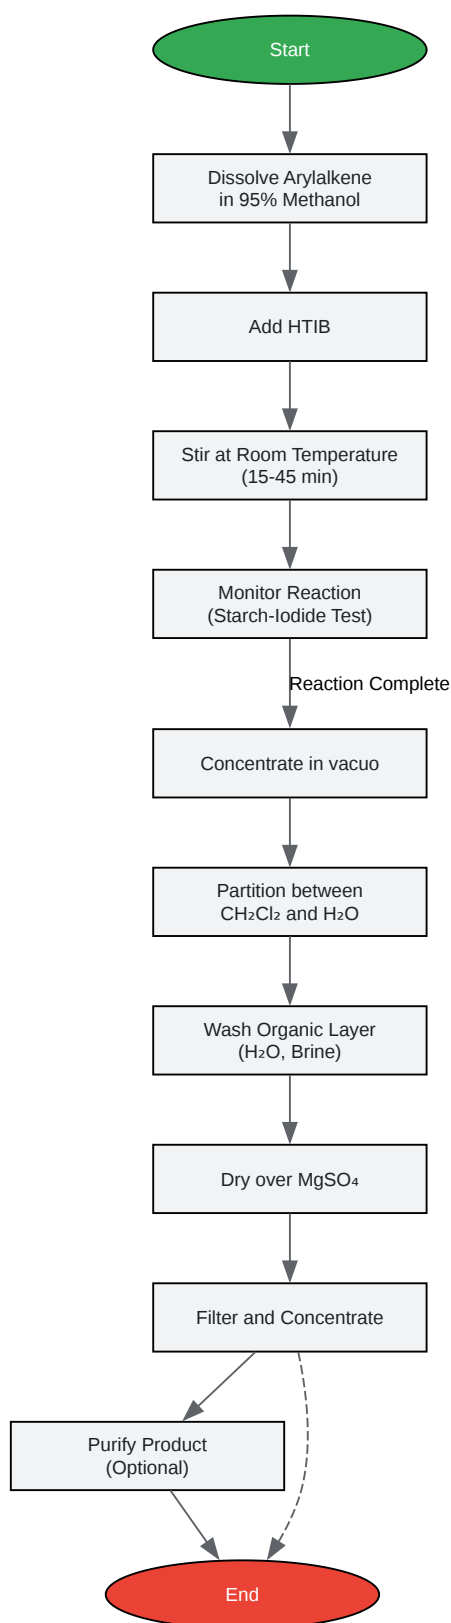 Start
Dissolve Arylalkene
in 95% Methanol
Add HTIB
Stir at Room Temperature
(15-45 min)
Monitor Reaction
(Starch-Iodide Test)
Reaction Complete
Concentrate in vacuo
Partition between
CH₂Cl₂ and H₂O
Wash Organic Layer
(H₂O, Brine)
Dry over MgSO₄
Filter and Concentrate
Purify Product
(Optional)
End